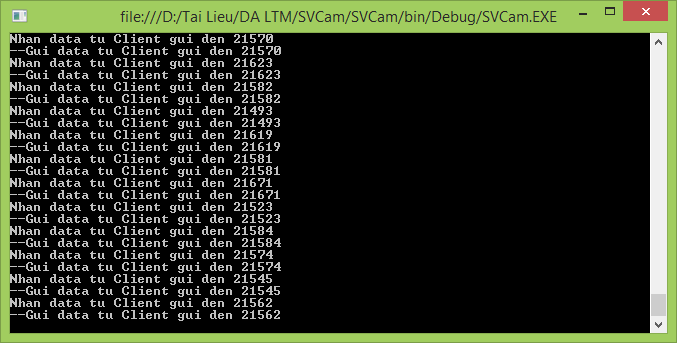 file:///D:/Tai Lieu/DA LTM/SVCam/SVCam/bin/Debug/SVCam.EXE
Nhan data tu Client gui den 21570
--Gui data tu Client gui den 21570
Nhan data tu Client gui den 21623
--Gui data tu Client gui den 21623
Nhan data tu Client gui den 21582
--Gui data tu Client gui den 21582
Nhan data tu Client gui den 21493
--Gui data tu Client gui den 21493
Nhan data tu Client gui den 21619
--Gui data tu Client gui den 21619
Nhan data tu Client gui den 21581
--Gui data tu Client gui den 21581
Nhan data tu Client gui den 21671
--Gui data tu Client gui den 21671
Nhan data tu Client gui den 21523
--Gui data tu Client gui den 21523
Nhan data tu Client gui den 21584
--Gui data tu Client gui den 21584
Nhan data tu Client gui den 21574
--Gui data tu Client gui den 21574
Nhan data tu Client gui den 21545
--Gui data tu Client gui den 21545
Nhan data tu Client gui den 21562
--Gui data tu Client gui den 21562